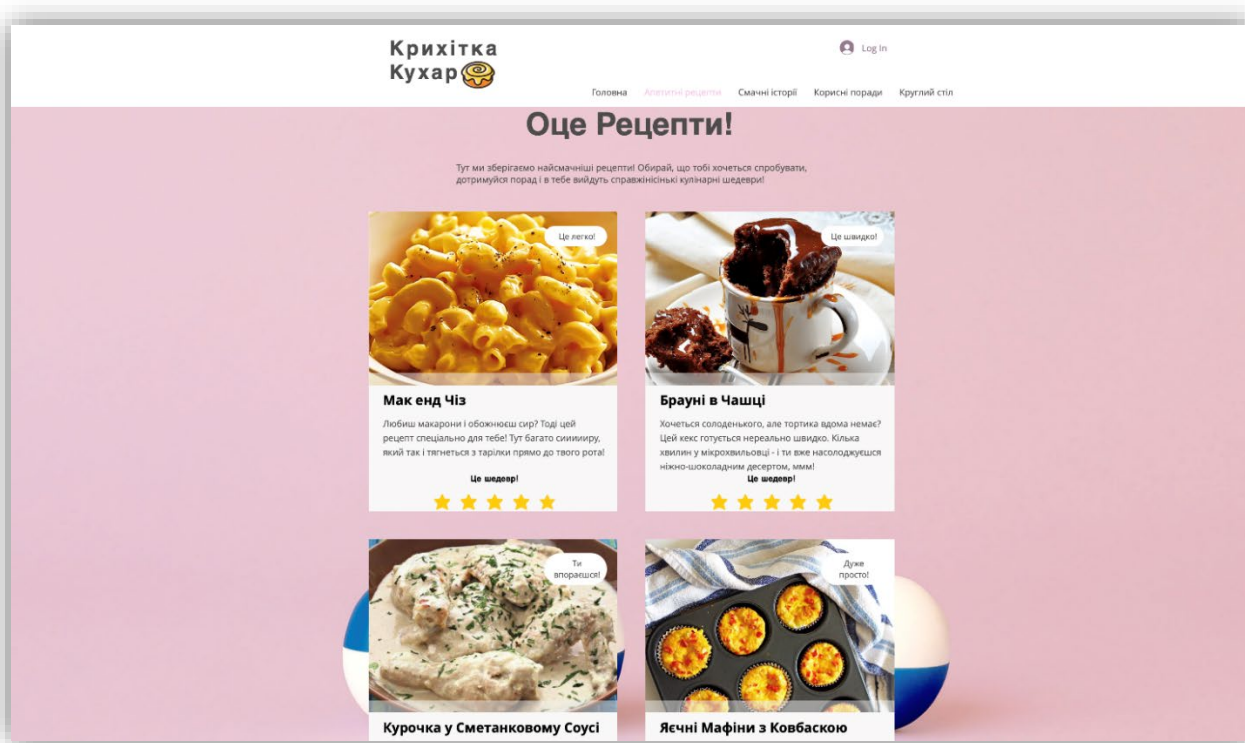 Крихітка
Кухар
Log In
Головна Апетитні рецепти Смачні історії Корисні поради Круглий стіл
Оце Рецепти!
Тут ми зберігаємо найсмачніші рецепти! Обирай, що тобі хочеться спробувати,
дотримуйся порад і в тебе вийдуть справжнісінькі кулінарні шедеври!
Це легко!
Мак енд Чіз
Любиш макарони і обожнюєш сир? Тоді цей
рецепт спеціально для тебе! Тут багато сииииру,
який так і тягнеться з тарілки прямо до твого рота!
Це шедевр!
Це швидко!
Брауні в Чашці
Хочеться солоденького, але тортика вдома немає?
Цей кекс готується нереально швидко. Кілька
хвилин у мікрохвильовці - і ти вже насолоджуєшся
ніжно-шоколадним десертом, ммм!
Це шедевр!
Ти
впораєшся!
Курочка у Сметанковому Соусі
Дуже
просто!
Яєчні Мафіни з Ковбаскою